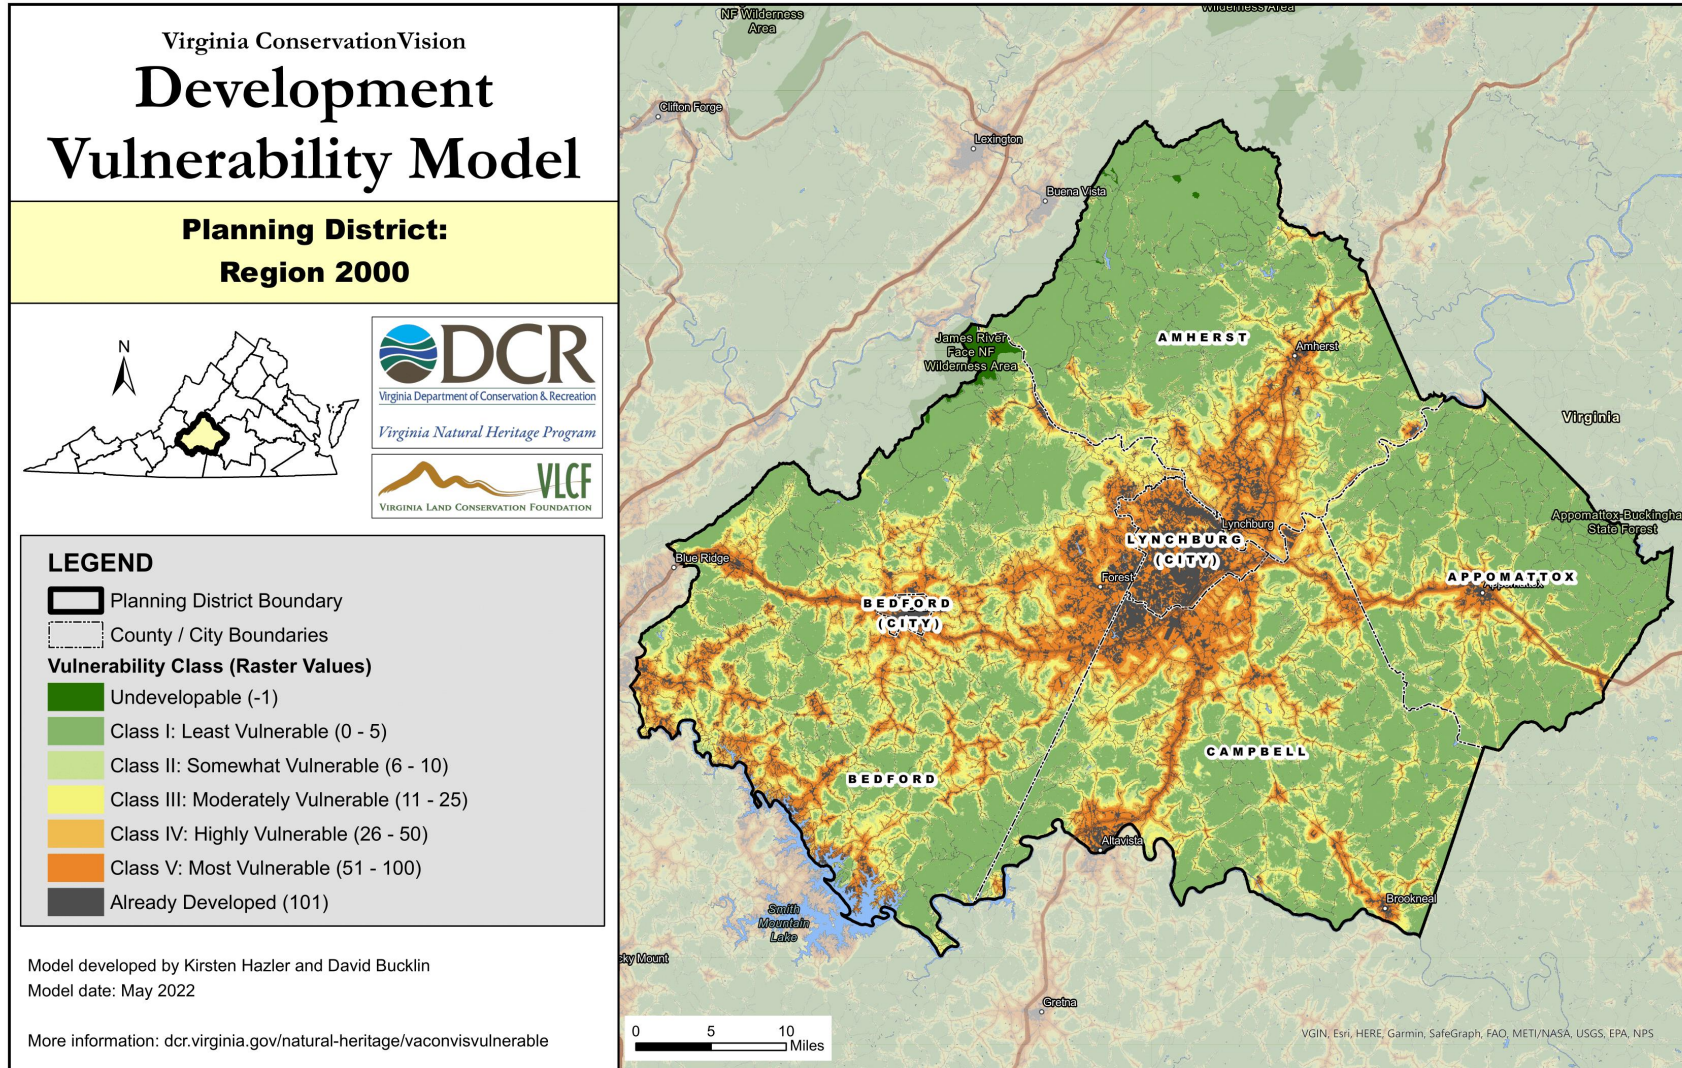 Virginia ConservationVision
Development
Vulnerability Model
Planning District:
Region 2000
N
DCR
Virginia Department of Conservation & Recreation
Virginia Natural Heritage Program
VLCF
VIRGINIA LAND CONSERVATION FOUNDATION
LEGEND
Planning District Boundary
County / City Boundaries
Vulnerability Class (Raster Values)
Undevelopable (-1)
Class I: Least Vulnerable (0 - 5)
Class II: Somewhat Vulnerable (6 - 10)
Class III: Moderately Vulnerable (11 - 25)
Class IV: Highly Vulnerable (26 - 50)
Class V: Most Vulnerable (51 - 100)
Already Developed (101)
Model developed by Kirsten Hazler and David Bucklin
Model date: May 2022
More information: dcr.virginia.gov/natural-heritage/vaconvisvulnerable
NF Wilderness
Area
Wilderness Area
Clifton Forge
Lexington
Buena Vista
James River
Face NF
Wilderness Area
AMHERST
Amherst
Virginia
Appomattox-Buckingha
State Forest
Lynchburg
LYNCHBURG
(CITY)
Blue Ridge
Forest
BEDFORD
(CITY)
APPOMATTOX
Appomattox
CAMPBELL
BEDFORD
Altavista
Brookneal
Smith
Mountain
Lake
cky Mount
Gretna
0 5 10
Miles
VGIN, Esri, HERE, Garmin, SafeGraph, FAO, METI/NASA, USGS, EPA, NPS